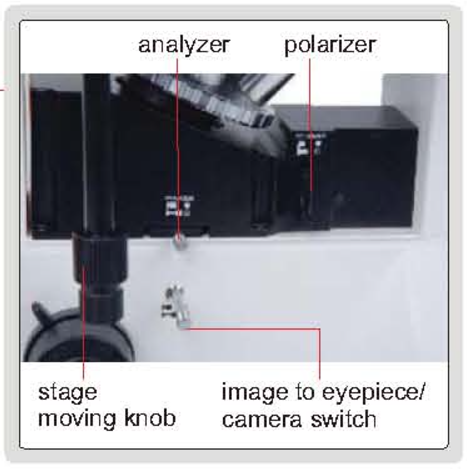 analyzer
polarizer
stage
moving knob
image to eyepiece/
camera switch